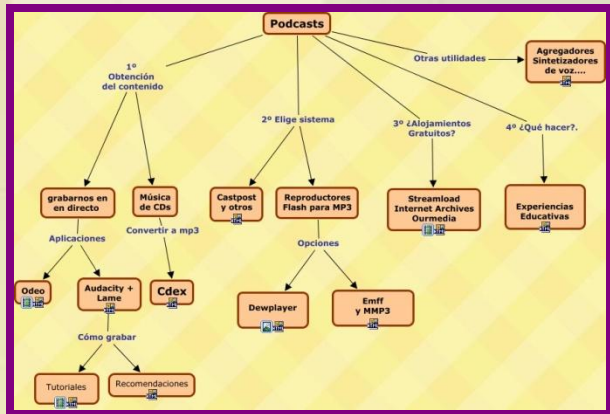 Podcasts
Otras utilidades
Agregadores
Sintetizadores
de voz....
1º
Obtención
del contenido
2º Elige sistema
3º ¿Alojamientos
Gratuitos?
4º ¿Qué hacer?.
grabarnos en
en directo
Música
de CDs
Castpost
y otros
Reproductores
Flash para MP3
Streamload
Internet Archives
Ourmedia
Experiencias
Educativas
Aplicaciones
Convertir a mp3
Opciones
Odeo
Audacity +
Lame
Cdex
Dewplayer
Emff
y MMP3
Cómo grabar
Tutoriales
Recomendaciones